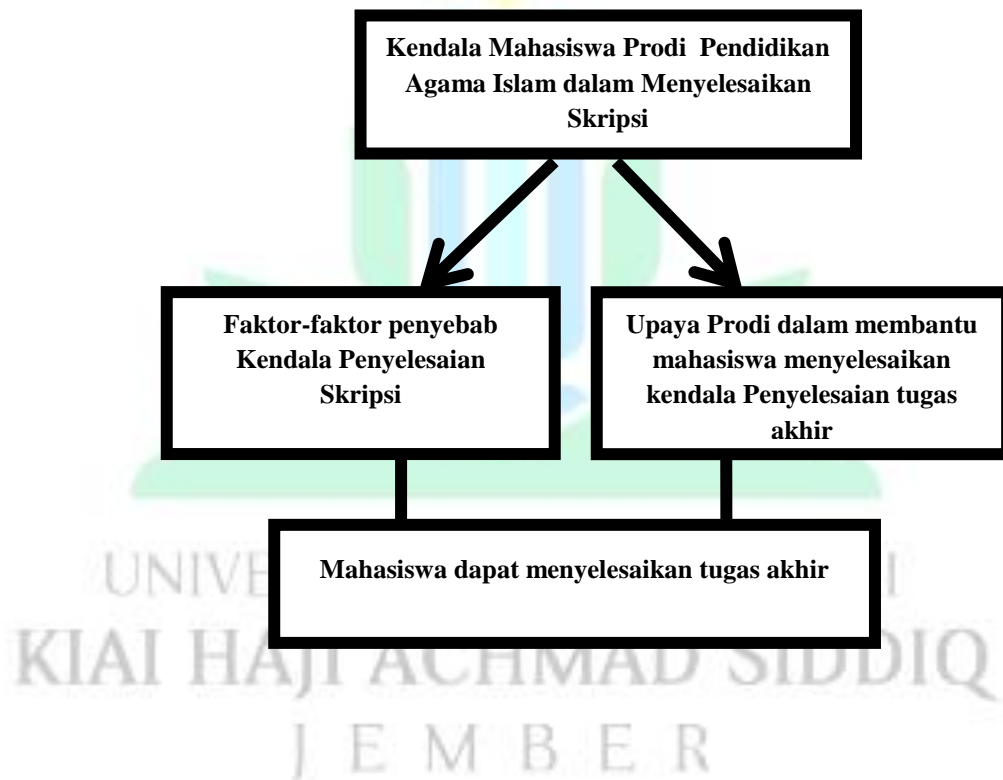 Kendala Mahasiswa Prodi Pendidikan
Agama Islam dalam Menyelesaikan
Skripsi
Faktor-faktor penyebab
Kendala Penyelesaian
Skripsi
Upaya Prodi dalam membantu
mahasiswa menyelesaikan
kendala Penyelesaian tugas
akhir
Mahasiswa dapat menyelesaikan tugas akhir
KIAI HAJI ACHMAD SIDDIQ
JEMBER